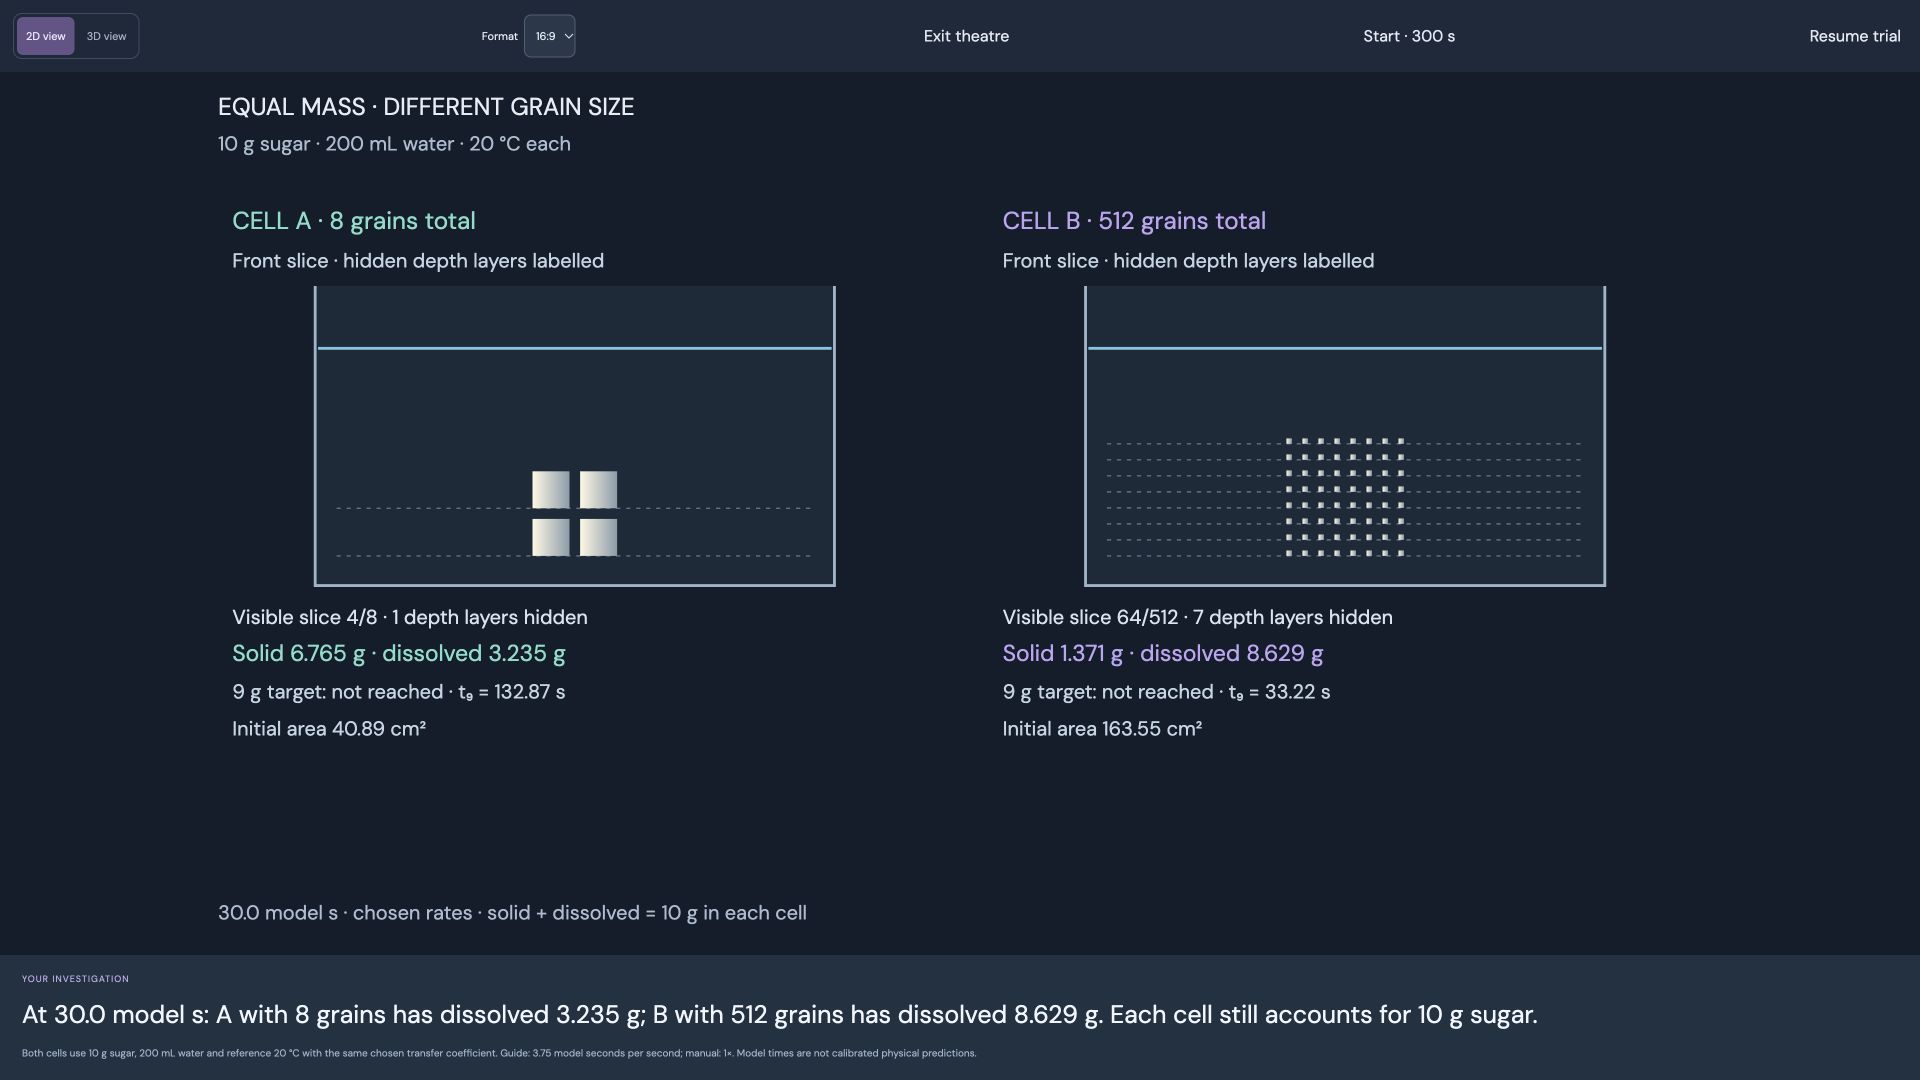 2D view
3D view
Format
16:9
Exit theatre
Start · 300 s
Resume trial
EQUAL MASS · DIFFERENT GRAIN SIZE
10 g sugar · 200 mL water · 20 °C each
CELL A · 8 grains total
Front slice · hidden depth layers labelled
Visible slice 4/8 · 1 depth layers hidden
Solid 6.765 g · dissolved 3.235 g
9 g target: not reached · t₉ = 132.87 s
Initial area 40.89 cm²
CELL B · 512 grains total
Front slice · hidden depth layers labelled
Visible slice 64/512 · 7 depth layers hidden
Solid 1.371 g · dissolved 8.629 g
9 g target: not reached · t₉ = 33.22 s
Initial area 163.55 cm²
30.0 model s · chosen rates · solid + dissolved = 10 g in each cell
YOUR INVESTIGATION
At 30.0 model s: A with 8 grains has dissolved 3.235 g; B with 512 grains has dissolved 8.629 g. Each cell still accounts for 10 g sugar.
Both cells use 10 g sugar, 200 mL water and reference 20 °C with the same chosen transfer coefficient. Guide: 3.75 model seconds per second; manual: 1×. Model times are not calibrated physical predictions.